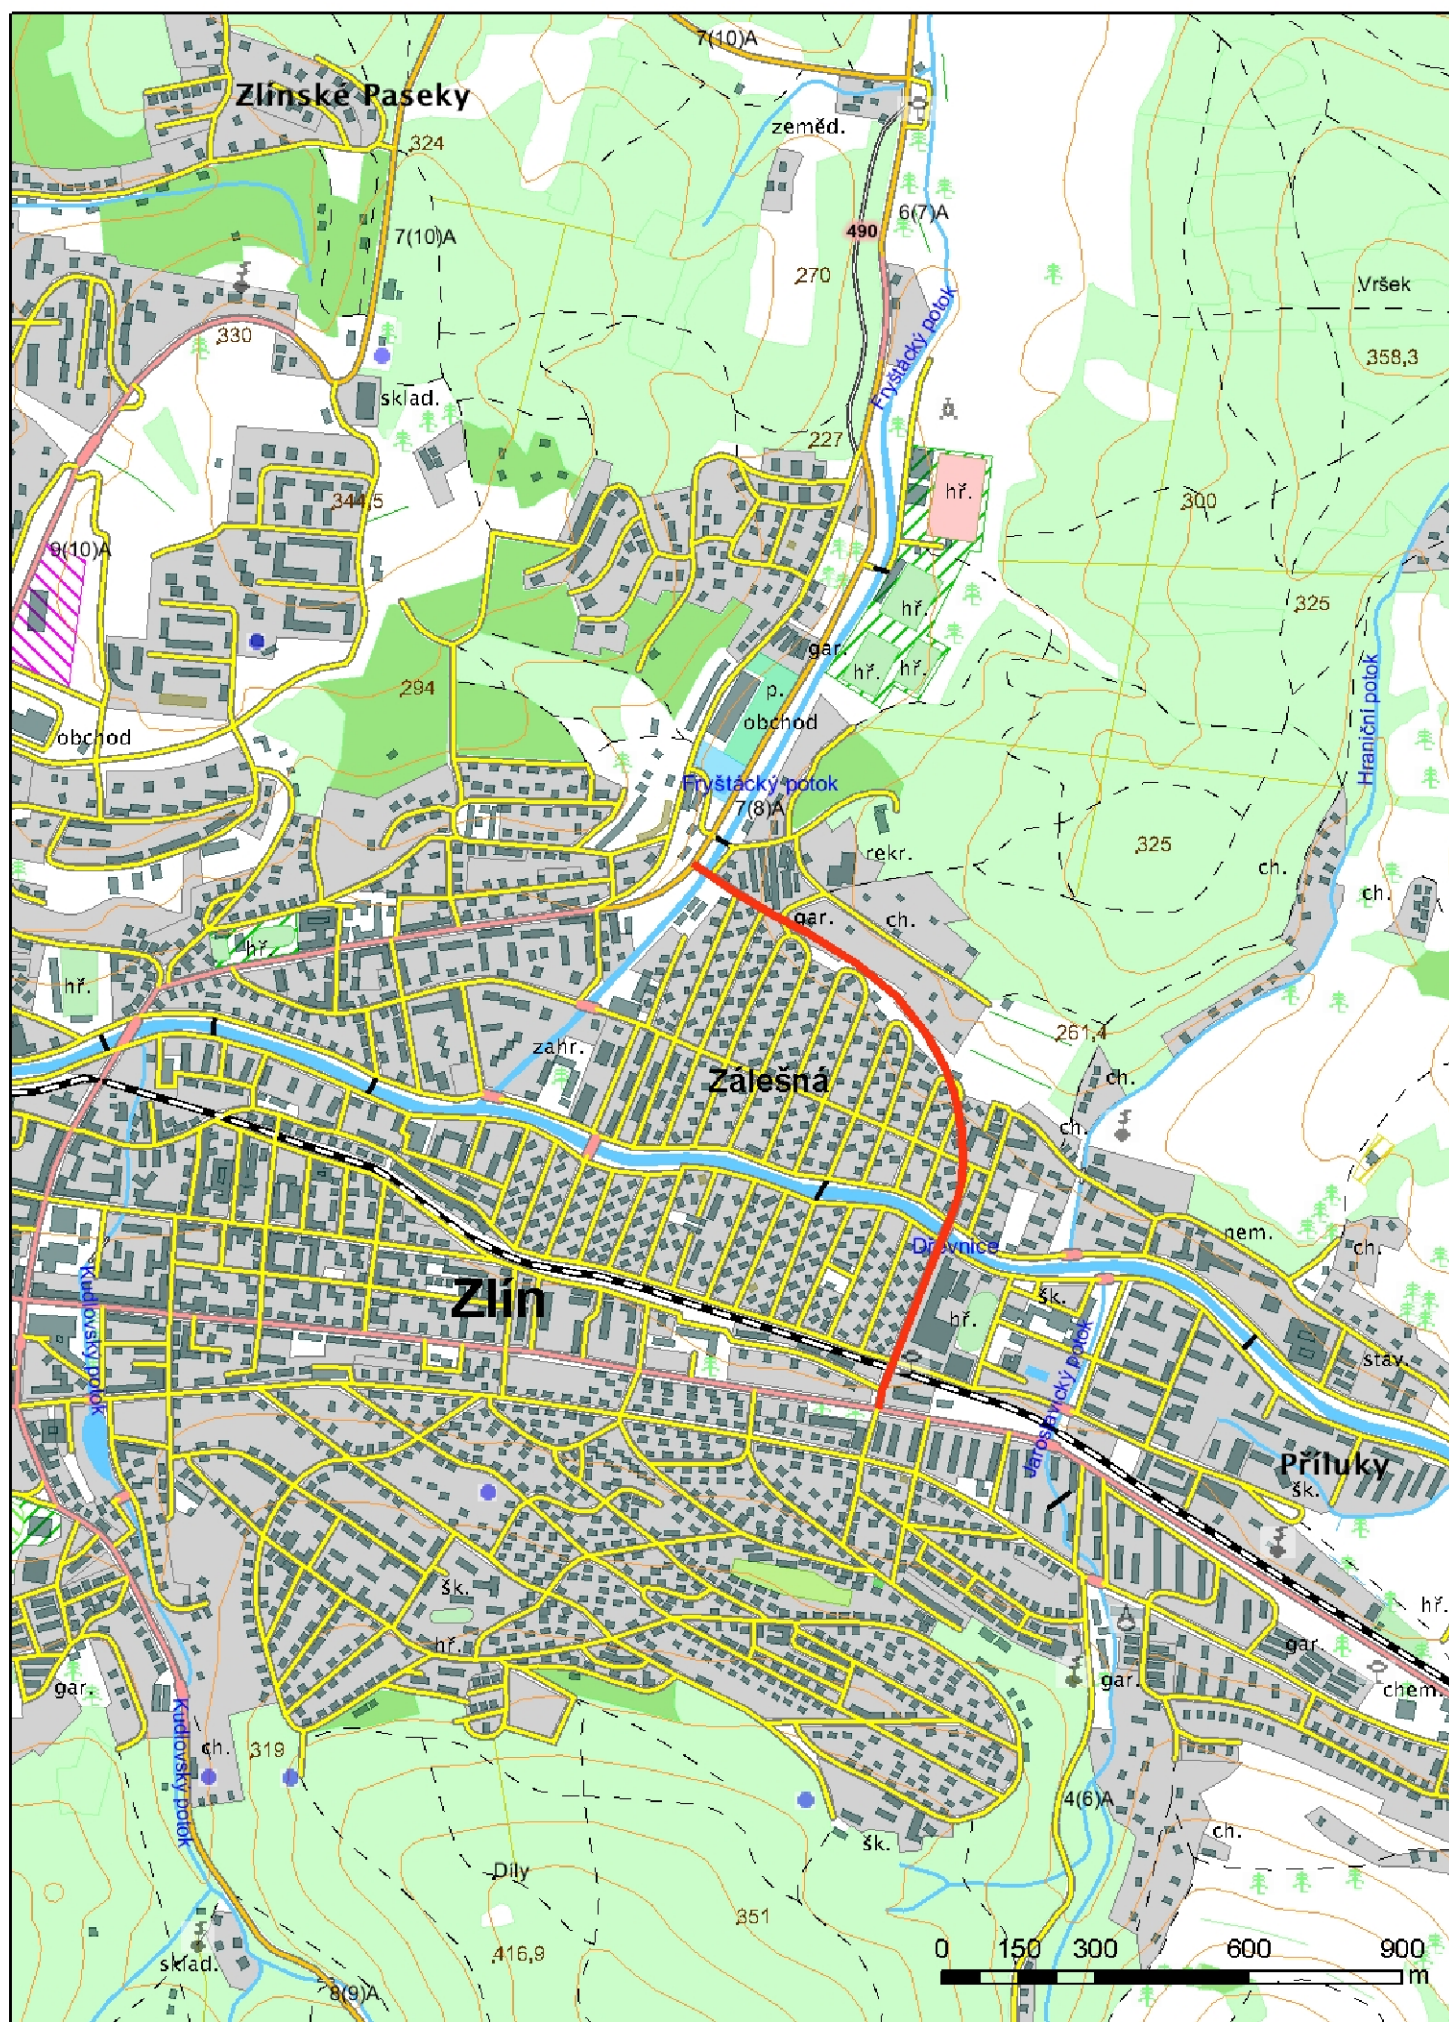 7(10)A
Zlínské Paseky
zeměd.
324
6(7)A
490
7(10)A
270
Vršek
330
Fryštácký potok
358,3
sklad.
227
344,5
hř.
300
9(10)A
325
hř.
gar.
hř.
hř.
294
p.
obchod
Hraniční potok
obchod
Fryštácký potok
7(8)A
325
rekr.
ch.
ch.
gar.
ch.
hř.
hř.
261,4
zahr.
Zálešná
ch.
ch.
nem.
Dřevnice
ch.
Kudlovský potok
Zlín
šk.
hř.
stav.
Jaroslavický potok
Příluky
šk.
šk.
hř.
hř.
gar.
gar.
gar.
chem.
Kudlovský potok
ch.
319
4(6)A
ch.
šk.
Díly
351
416,9
sklad.
8(9)A
0 150 300 600 900
m